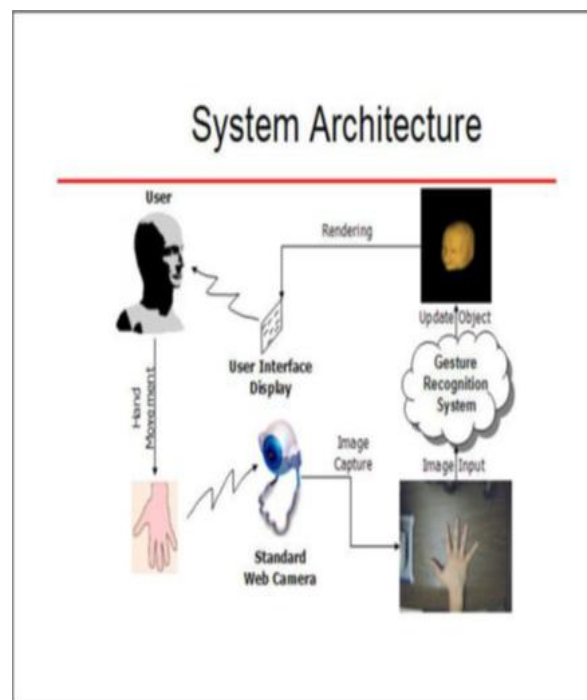 System Architecture
User
Rendering
Update Object
User Interface
Display
Gesture
Recognition
System
Hand
Movement
Image
Capture
Image Input
Standard
Web Camera